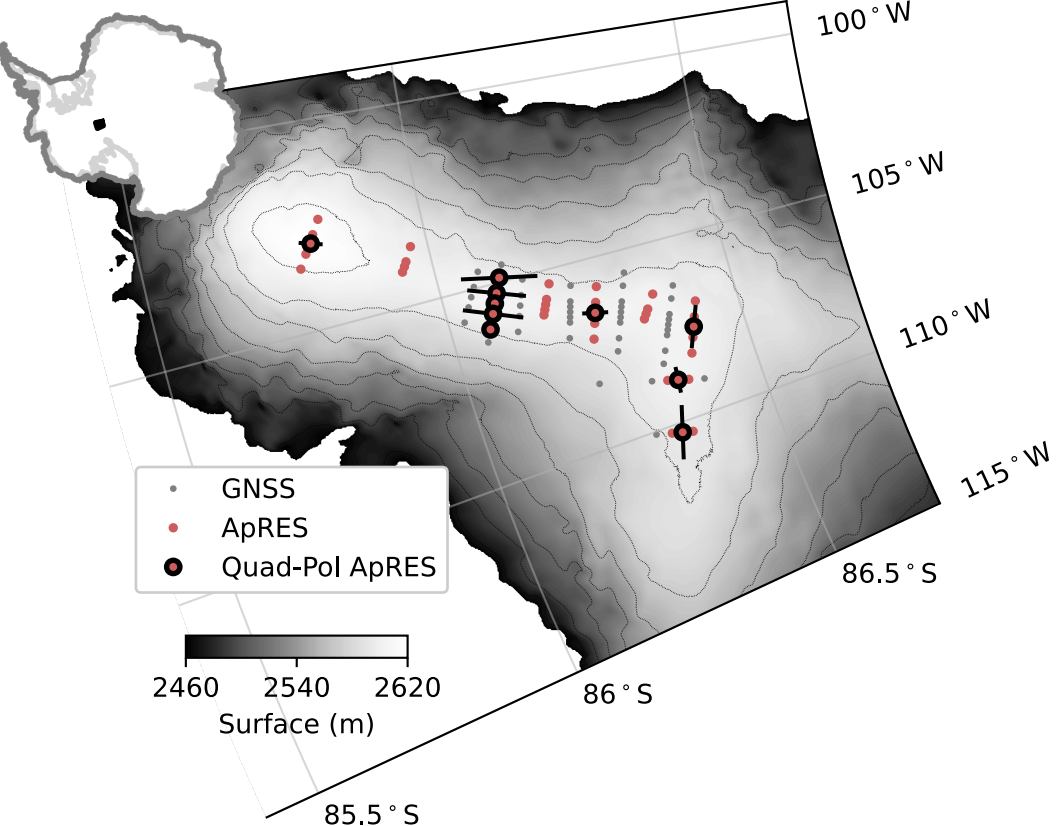 100°W
105°W
110°W
115°W
GNSS
ApRES
Quad-Pol ApRES
86.5°S
2460 2540 2620
Surface (m)
86°S
85.5°S